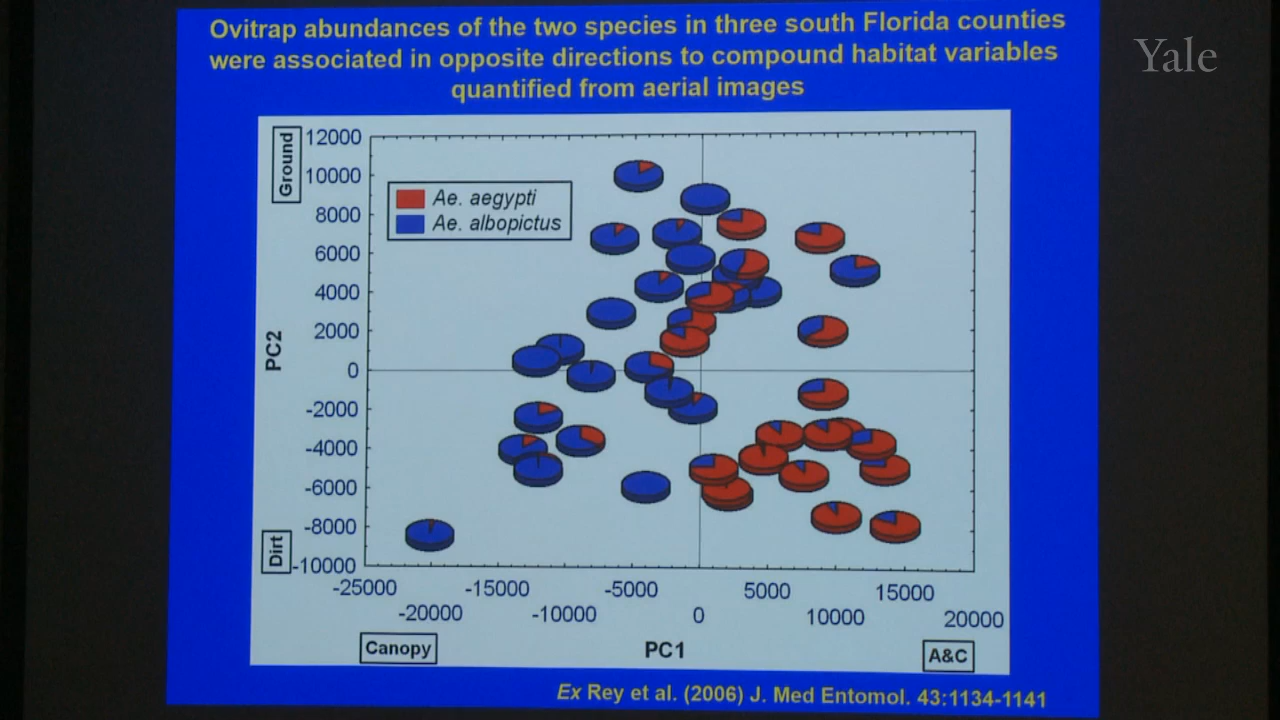 Ovitrap abundances of the two species in three south Florida counties
were associated in opposite directions to compound habitat variables
quantified from aerial images
Yale
Ground
12000
10000
8000
6000
4000
2000
0
-2000
-4000
-6000
-8000
-10000
PC2
Dirt
Ae. aegypti
Ae. albopictus
-25000 -15000 -5000 5000 15000
-20000 -10000 0 10000 20000
Canopy PC1 A&C
Ex Rey et al. (2006) J. Med Entomol. 43:1134-1141